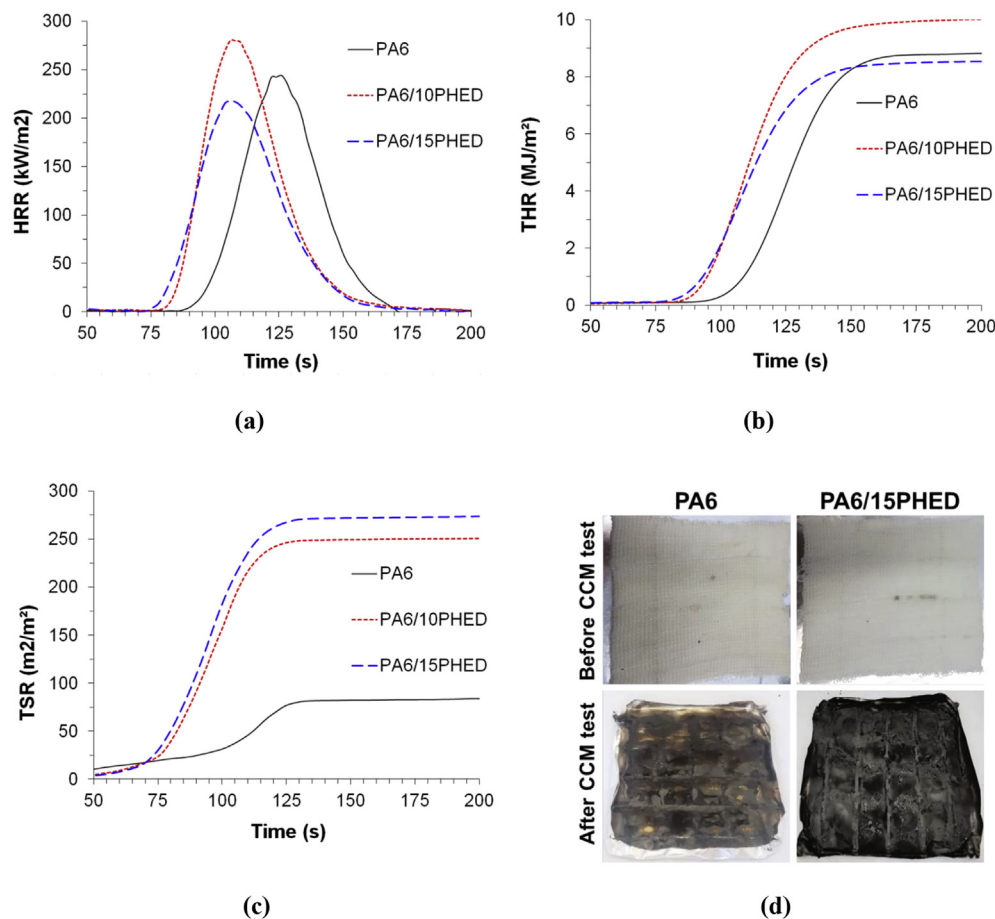 300
250
200
150
100
50
0
HRR (kW/m2)
50 75 100 125 150 175 200
Time (s)
PA6
PA6/10PHED
PA6/15PHED
(a)
10
8
6
4
2
0
THR (MJ/m²)
50 75 100 125 150 175 200
Time (s)
PA6
PA6/10PHED
PA6/15PHED
(b)
300
250
200
150
100
50
0
TSR (m2/m²)
50 75 100 125 150 175 200
Time (s)
PA6
PA6/10PHED
PA6/15PHED
(c)
PA6 PA6/15PHED
Before CCM test
After CCM test
(d)